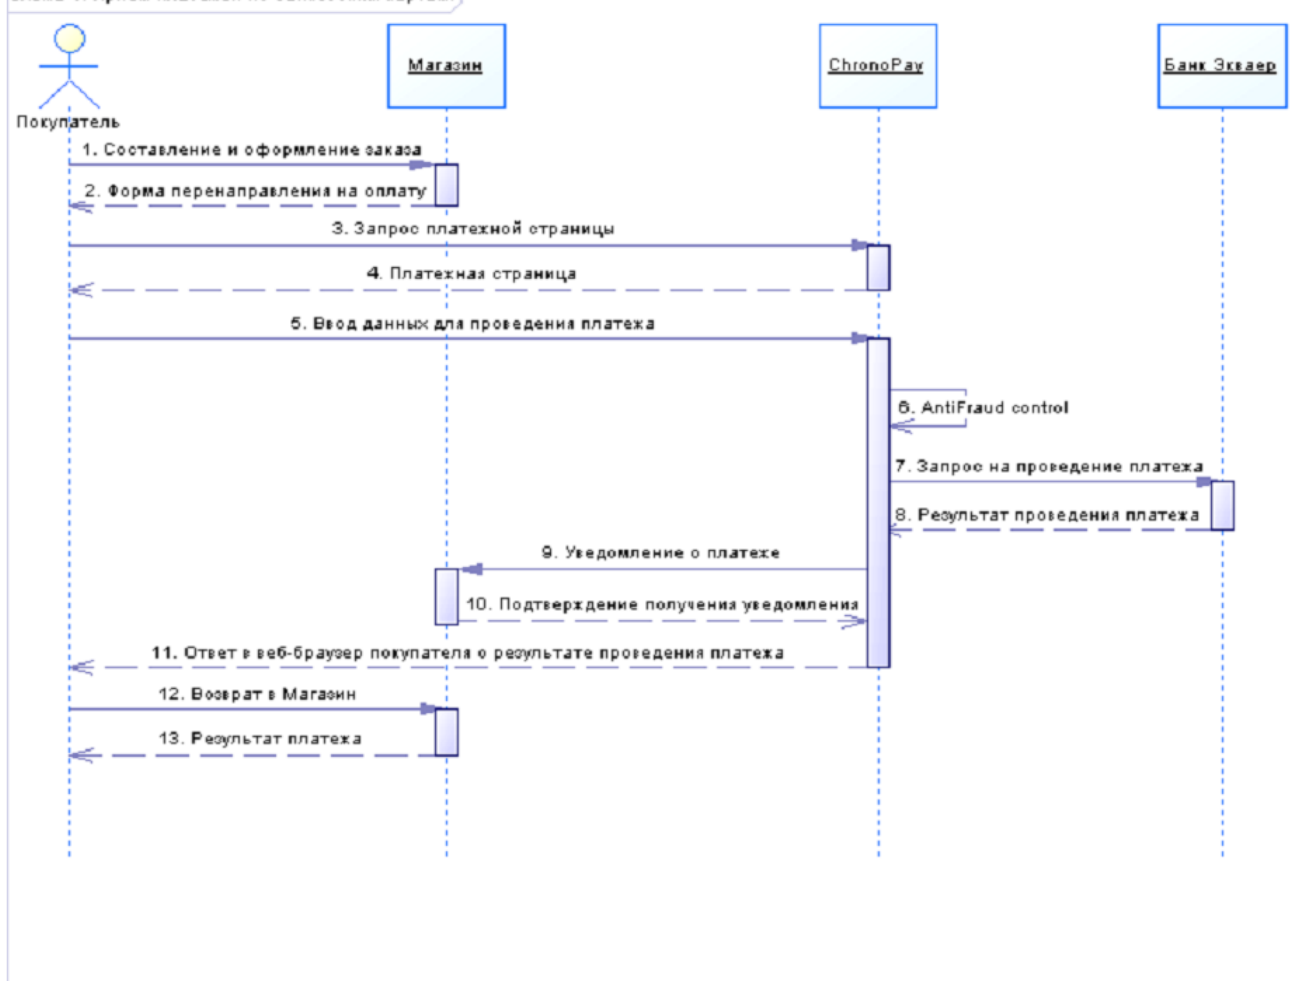 Магазин
ChronoPay
Банк Экваер
Покупатель
1. Составление и оформление заказа
2. Форма перенаправления на оплату
3. Запрос платежной страницы
4. Платежная страница
5. Ввод данных для проведения платежа
6. AntiFraud control
7. Запрос на проведение платежа
8. Результат проведения платежа
9. Уведомление о платеже
10. Подтверждение получения уведомления
11. Ответ в веб-браузер покупателя о результате проведения платежа
12. Возврат в Магазин
13. Результат платежа